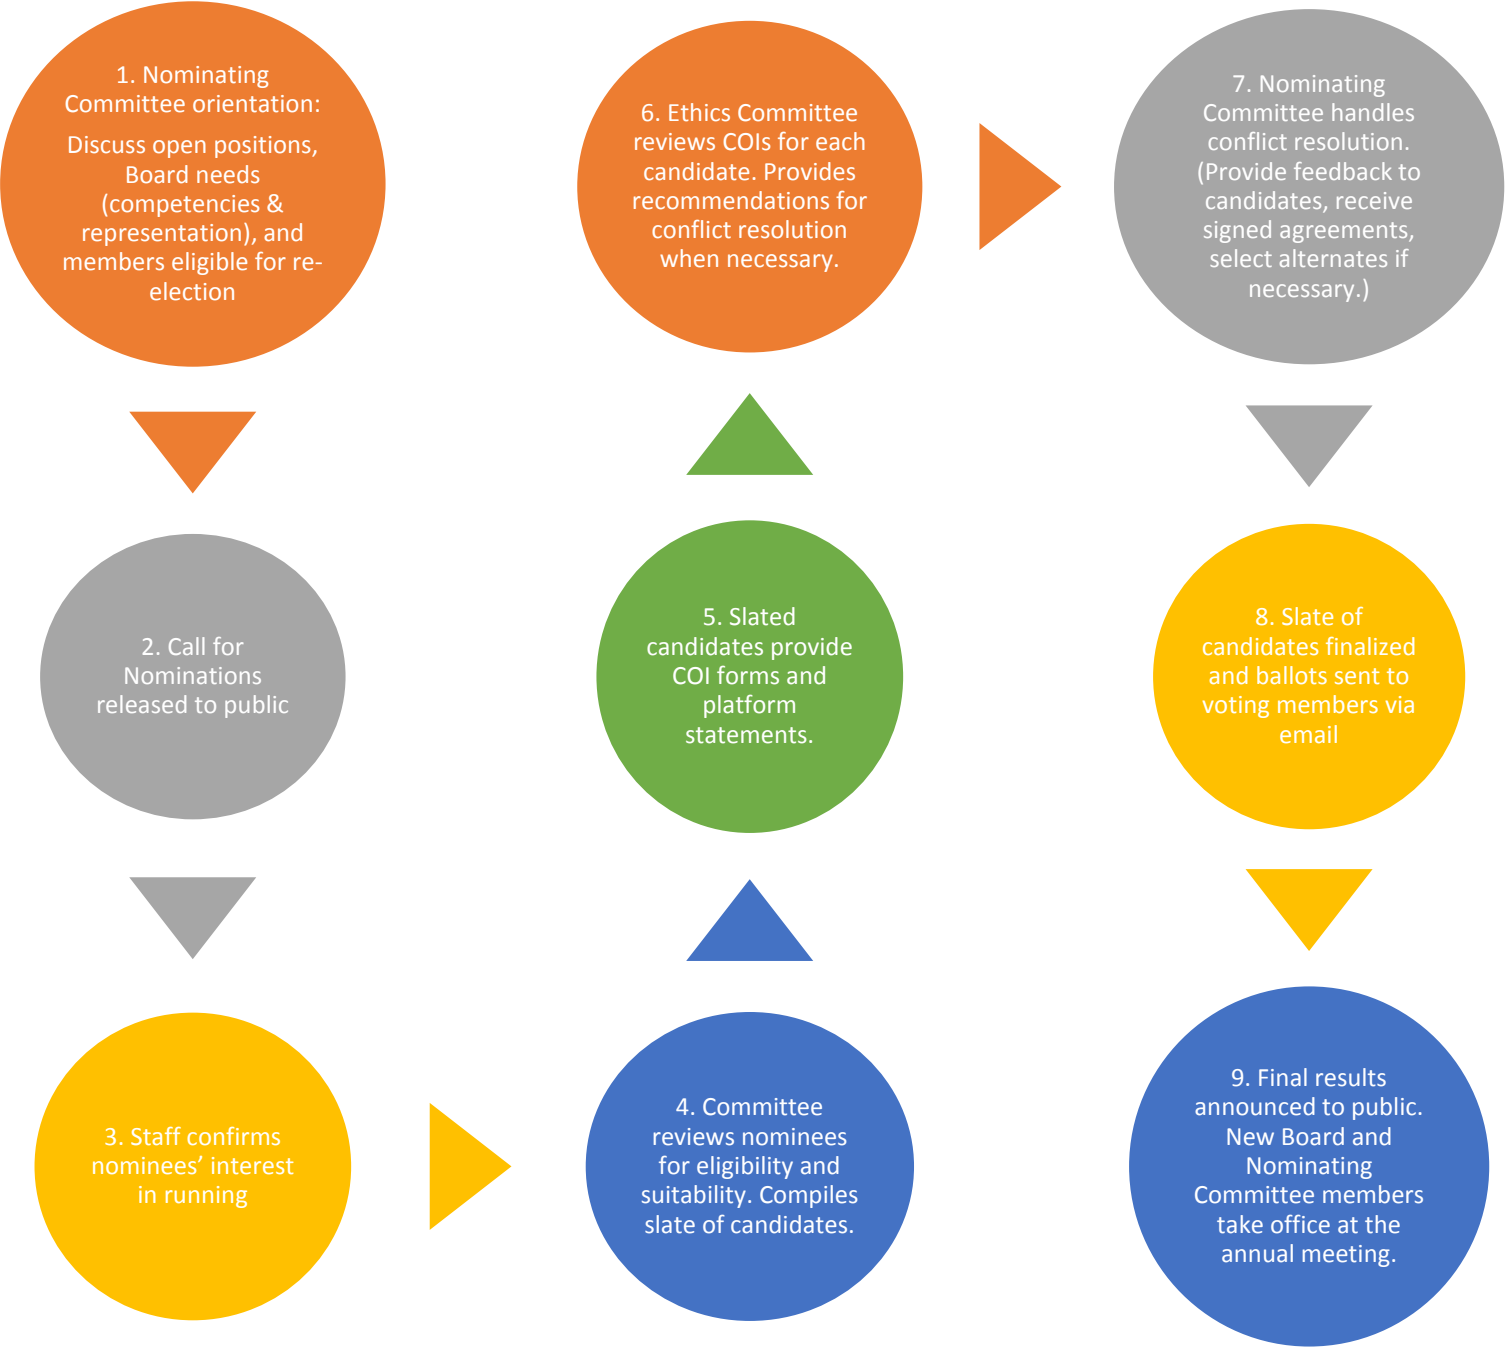 1. Nominating
Committee orientation:
Discuss open positions,
Board needs
(competencies &
representation), and
members eligible for re-
election
2. Call for
Nominations
released to public
3. Staff confirms
nominees’ interest
in running
4. Committee
reviews nominees
for eligibility and
suitability. Compiles
slate of candidates.
5. Slated
candidates provide
COI forms and
platform
statements.
6. Ethics Committee
reviews COIs for each
candidate. Provides
recommendations for
conflict resolution
when necessary.
7. Nominating
Committee handles
conflict resolution.
(Provide feedback to
candidates, receive
signed agreements,
select alternates if
necessary.)
8. Slate of
candidates finalized
and ballots sent to
voting members via
email
9. Final results
announced to public.
New Board and
Nominating
Committee members
take office at the
annual meeting.